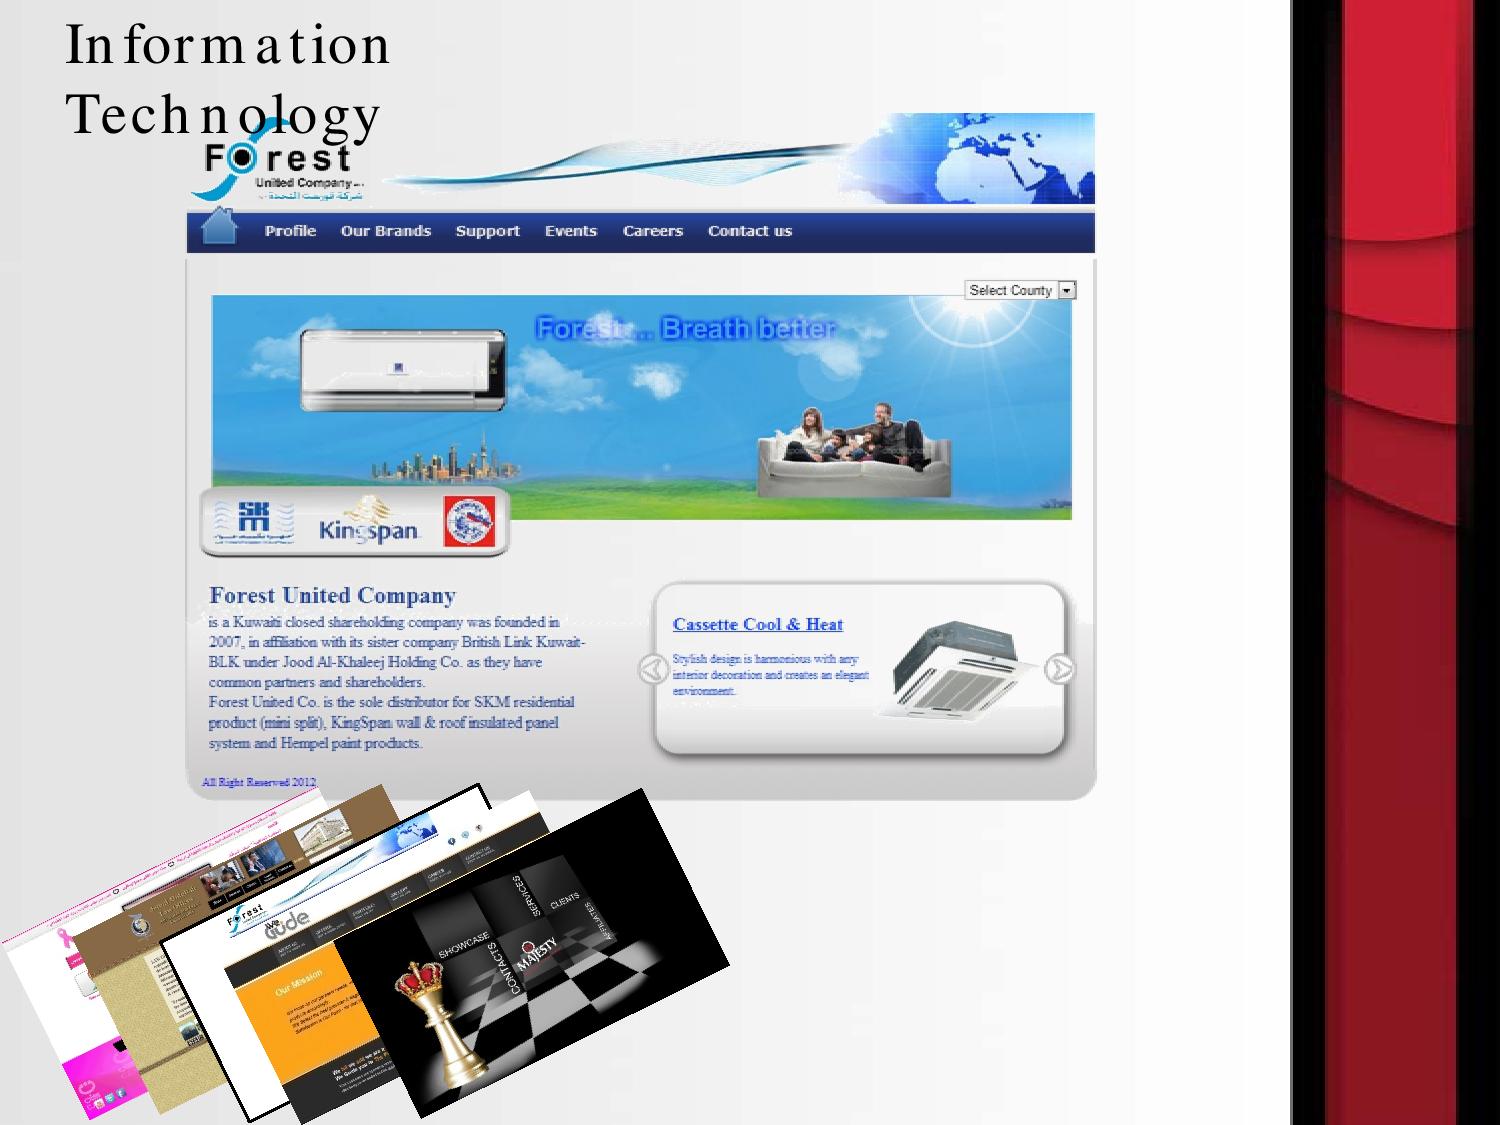 Information
Technology
Forest
United Company
شركة فورست المتحدة
Profile Our Brands Support Events Careers Contact us
Select County
Forest ... Breath better
SKM
Kingspan
Forest United Company
is a Kuwaiti closed shareholding company was founded in
2007, in affiliation with its sister company British Link Kuwait-
BLK under Jood Al-Khaleej Holding Co. as they have
common partners and shareholders.
Forest United Co. is the sole distributor for SKM residential
product (mini split), KingSpan wall & roof insulated panel
system and Hempel paint products.
Cassette Cool & Heat
Stylish design is harmonious with any
interior decoration and creates an elegant
environment.
All Right Reserved 2012
Forest
Our Mission
SHOWCASE
SERVICES
CLIENTS
AFFILIATES
CONTACTS
MAJESTY